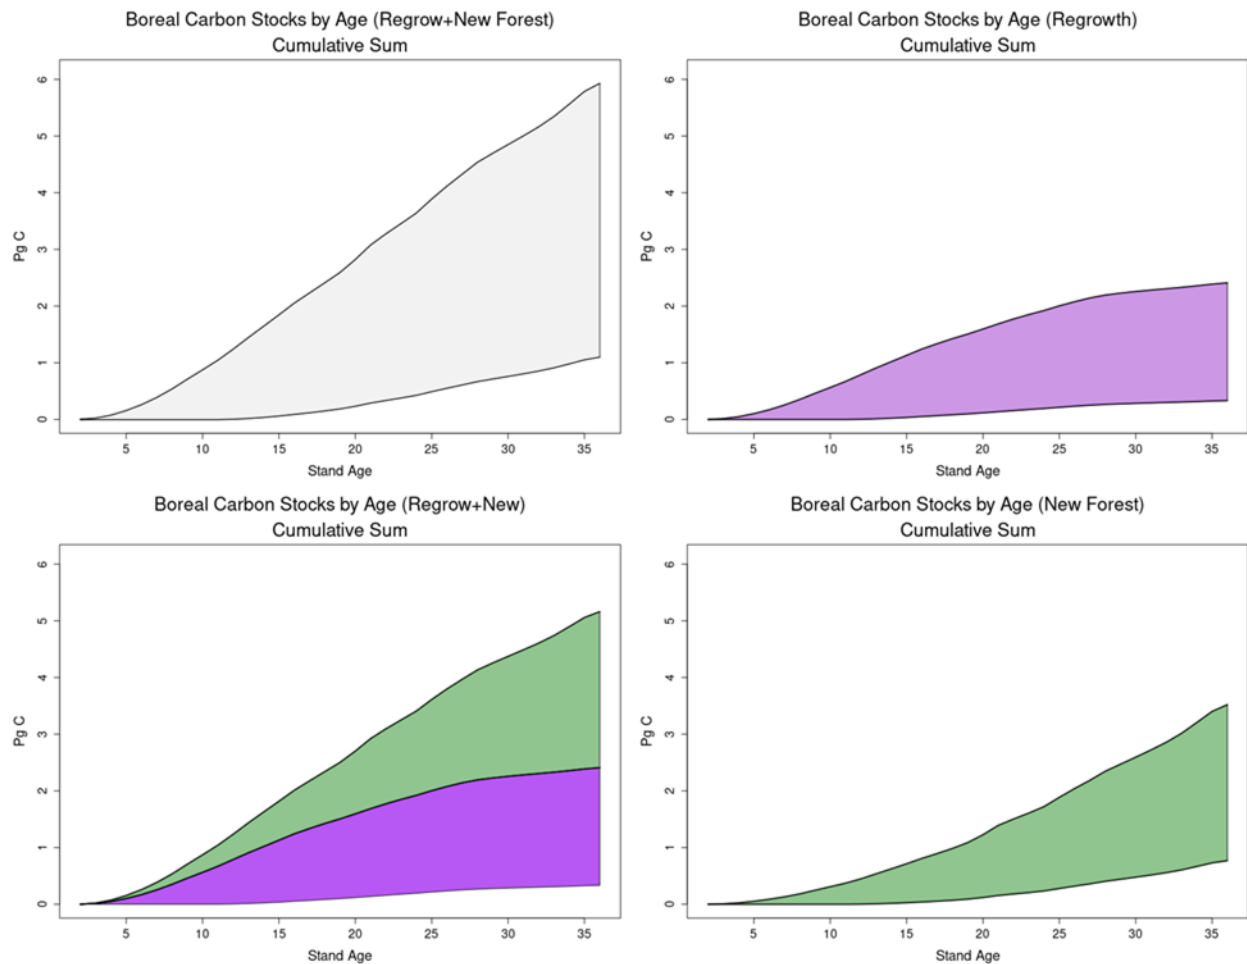 Boreal Carbon Stocks by Age (Regrow+New Forest)
Cumulative Sum
Pg C
6
5
4
3
2
1
0
5 10 15 20 25 30 35
Stand Age
Boreal Carbon Stocks by Age (Regrowth)
Cumulative Sum
Pg C
6
5
4
3
2
1
0
5 10 15 20 25 30 35
Stand Age
Boreal Carbon Stocks by Age (Regrow+New)
Cumulative Sum
Pg C
6
5
4
3
2
1
0
5 10 15 20 25 30 35
Stand Age
Boreal Carbon Stocks by Age (New Forest)
Cumulative Sum
Pg C
6
5
4
3
2
1
0
5 10 15 20 25 30 35
Stand Age